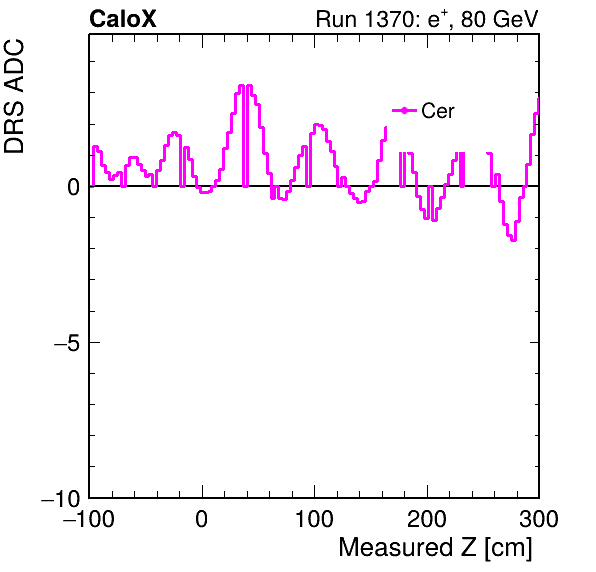 CaloX
Run 1370: e+, 80 GeV
DRS ADC
Cer
0
−5
−10
−100 0 100 200 300
Measured Z [cm]